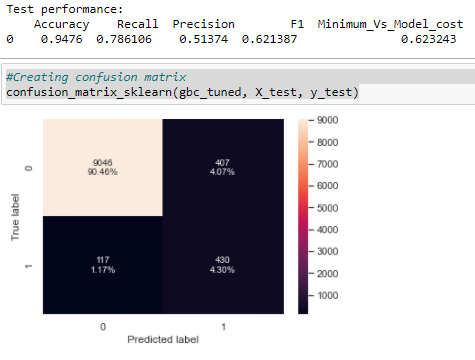 Test performance:
Accuracy Recall Precision F1 Minimum_Vs_Model_cost
0 0.9476 0.786106 0.51374 0.621387 0.623243
#Creating confusion matrix
confusion_matrix_sklearn(gbc_tuned, X_test, y_test)
9000
8000
7000
6000
5000
4000
3000
2000
1000
True label
0
1
9046
90.46%
407
4.07%
117
1.17%
430
4.30%
0 1
Predicted label